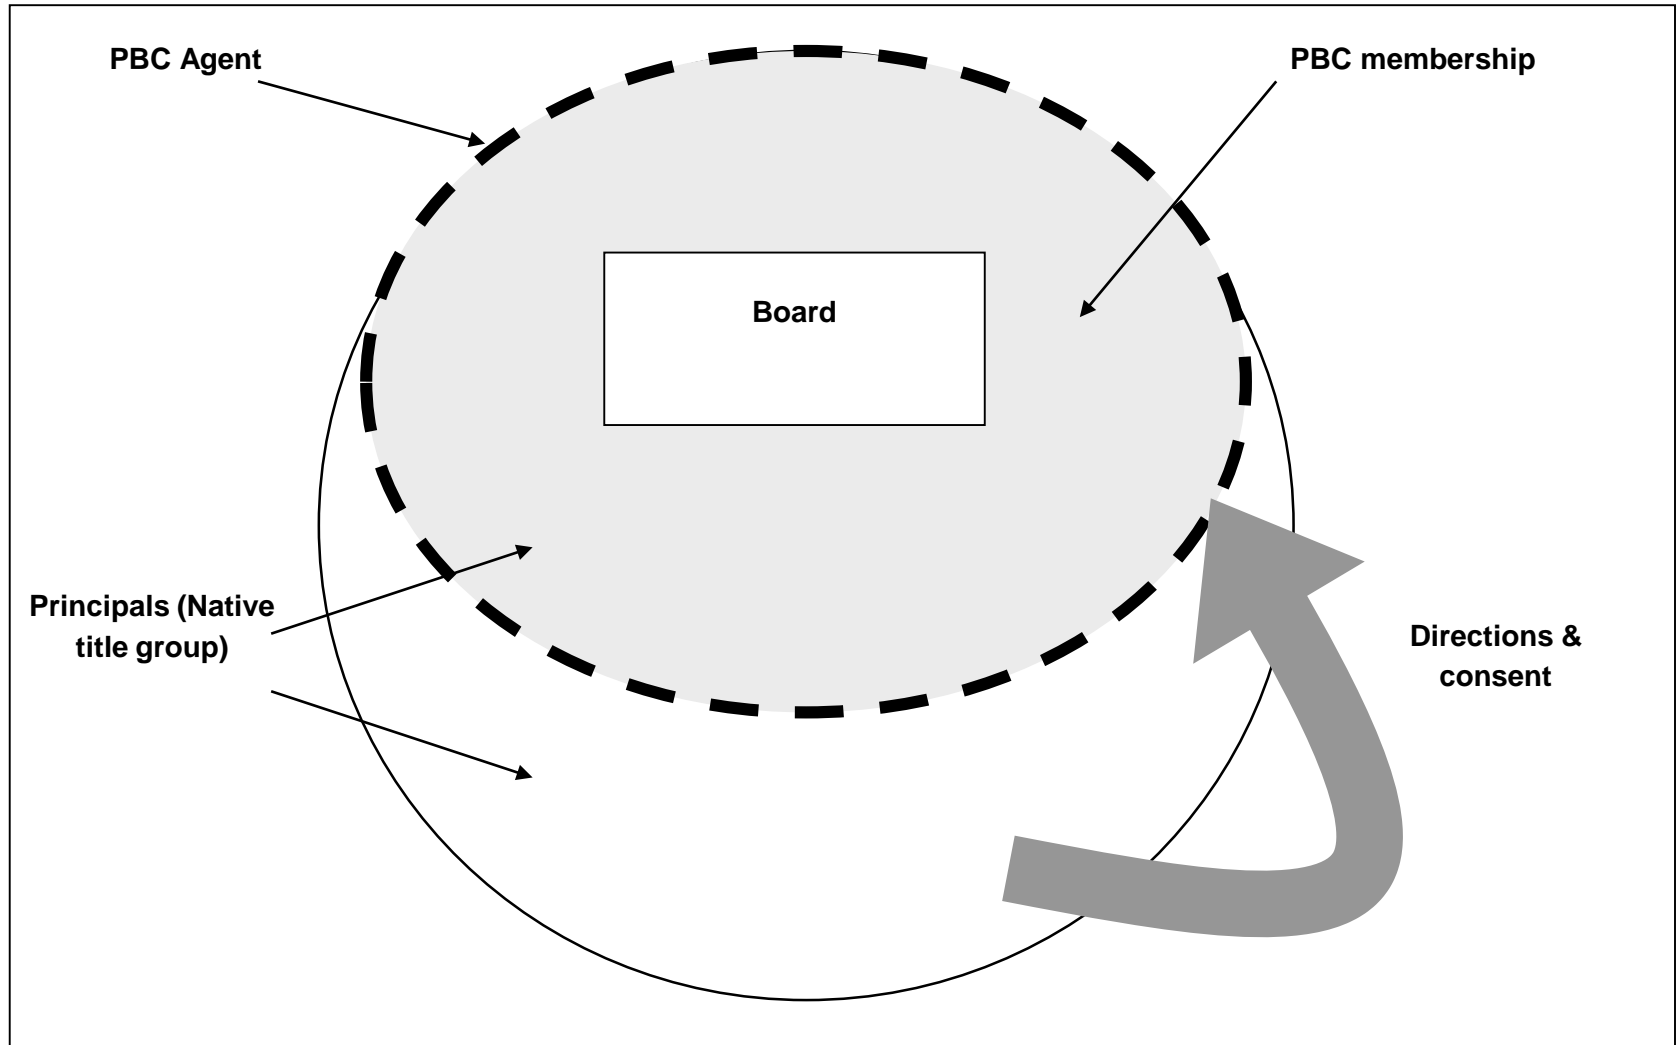 PBC Agent
PBC membership
Board
Principals (Native
title group)
Directions &
consent